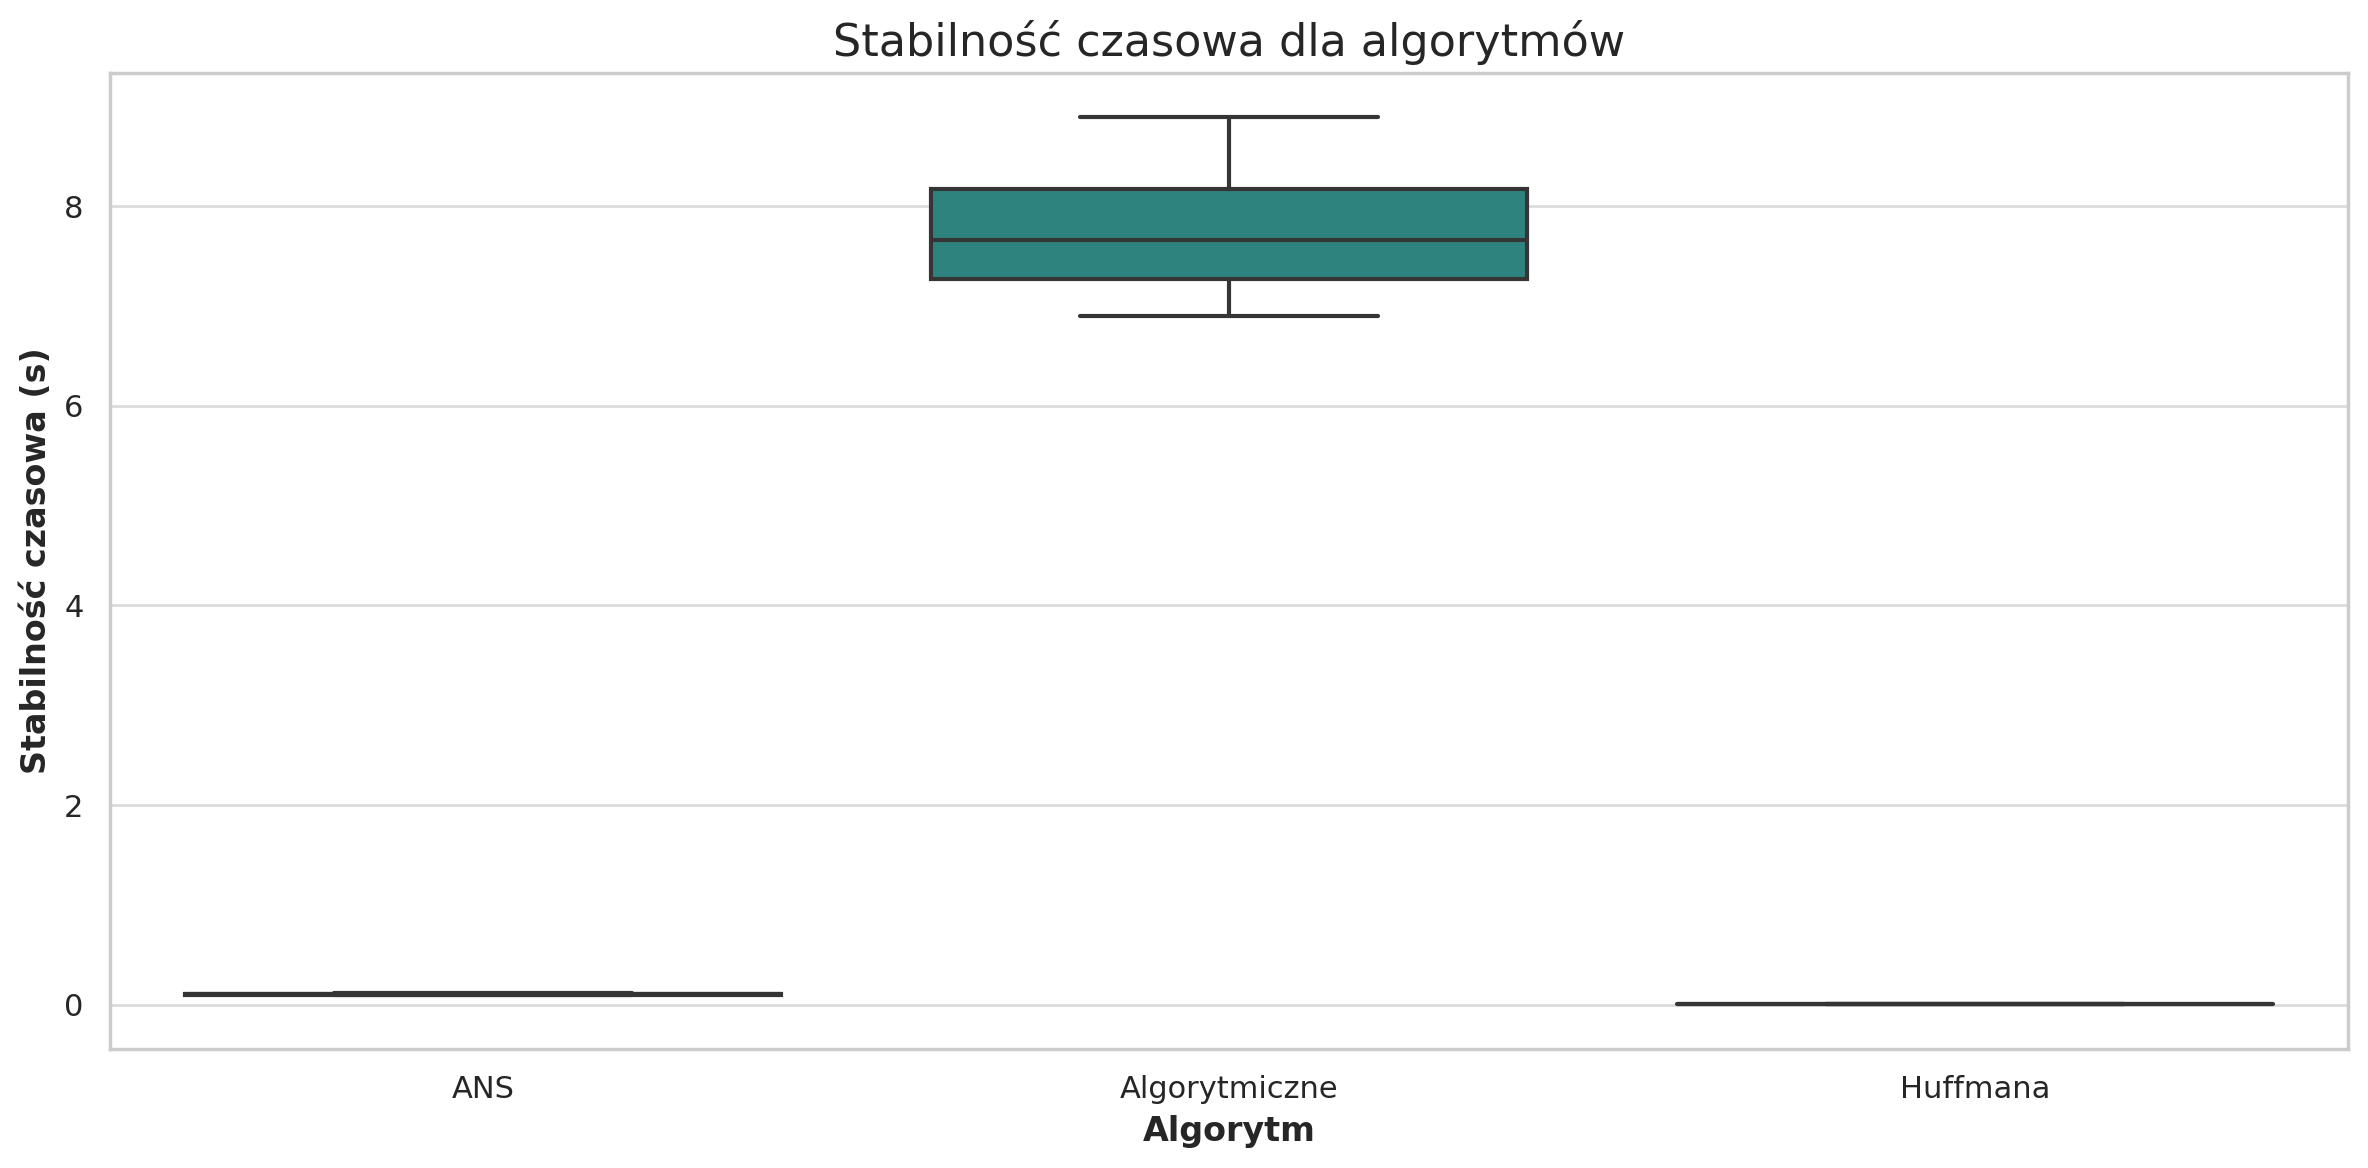 Stabilność czasowa dla algorytmów
Stabilność czasowa (s)
8
6
4
2
0
ANS
Algorytmiczne
Huffmana
Algorytm